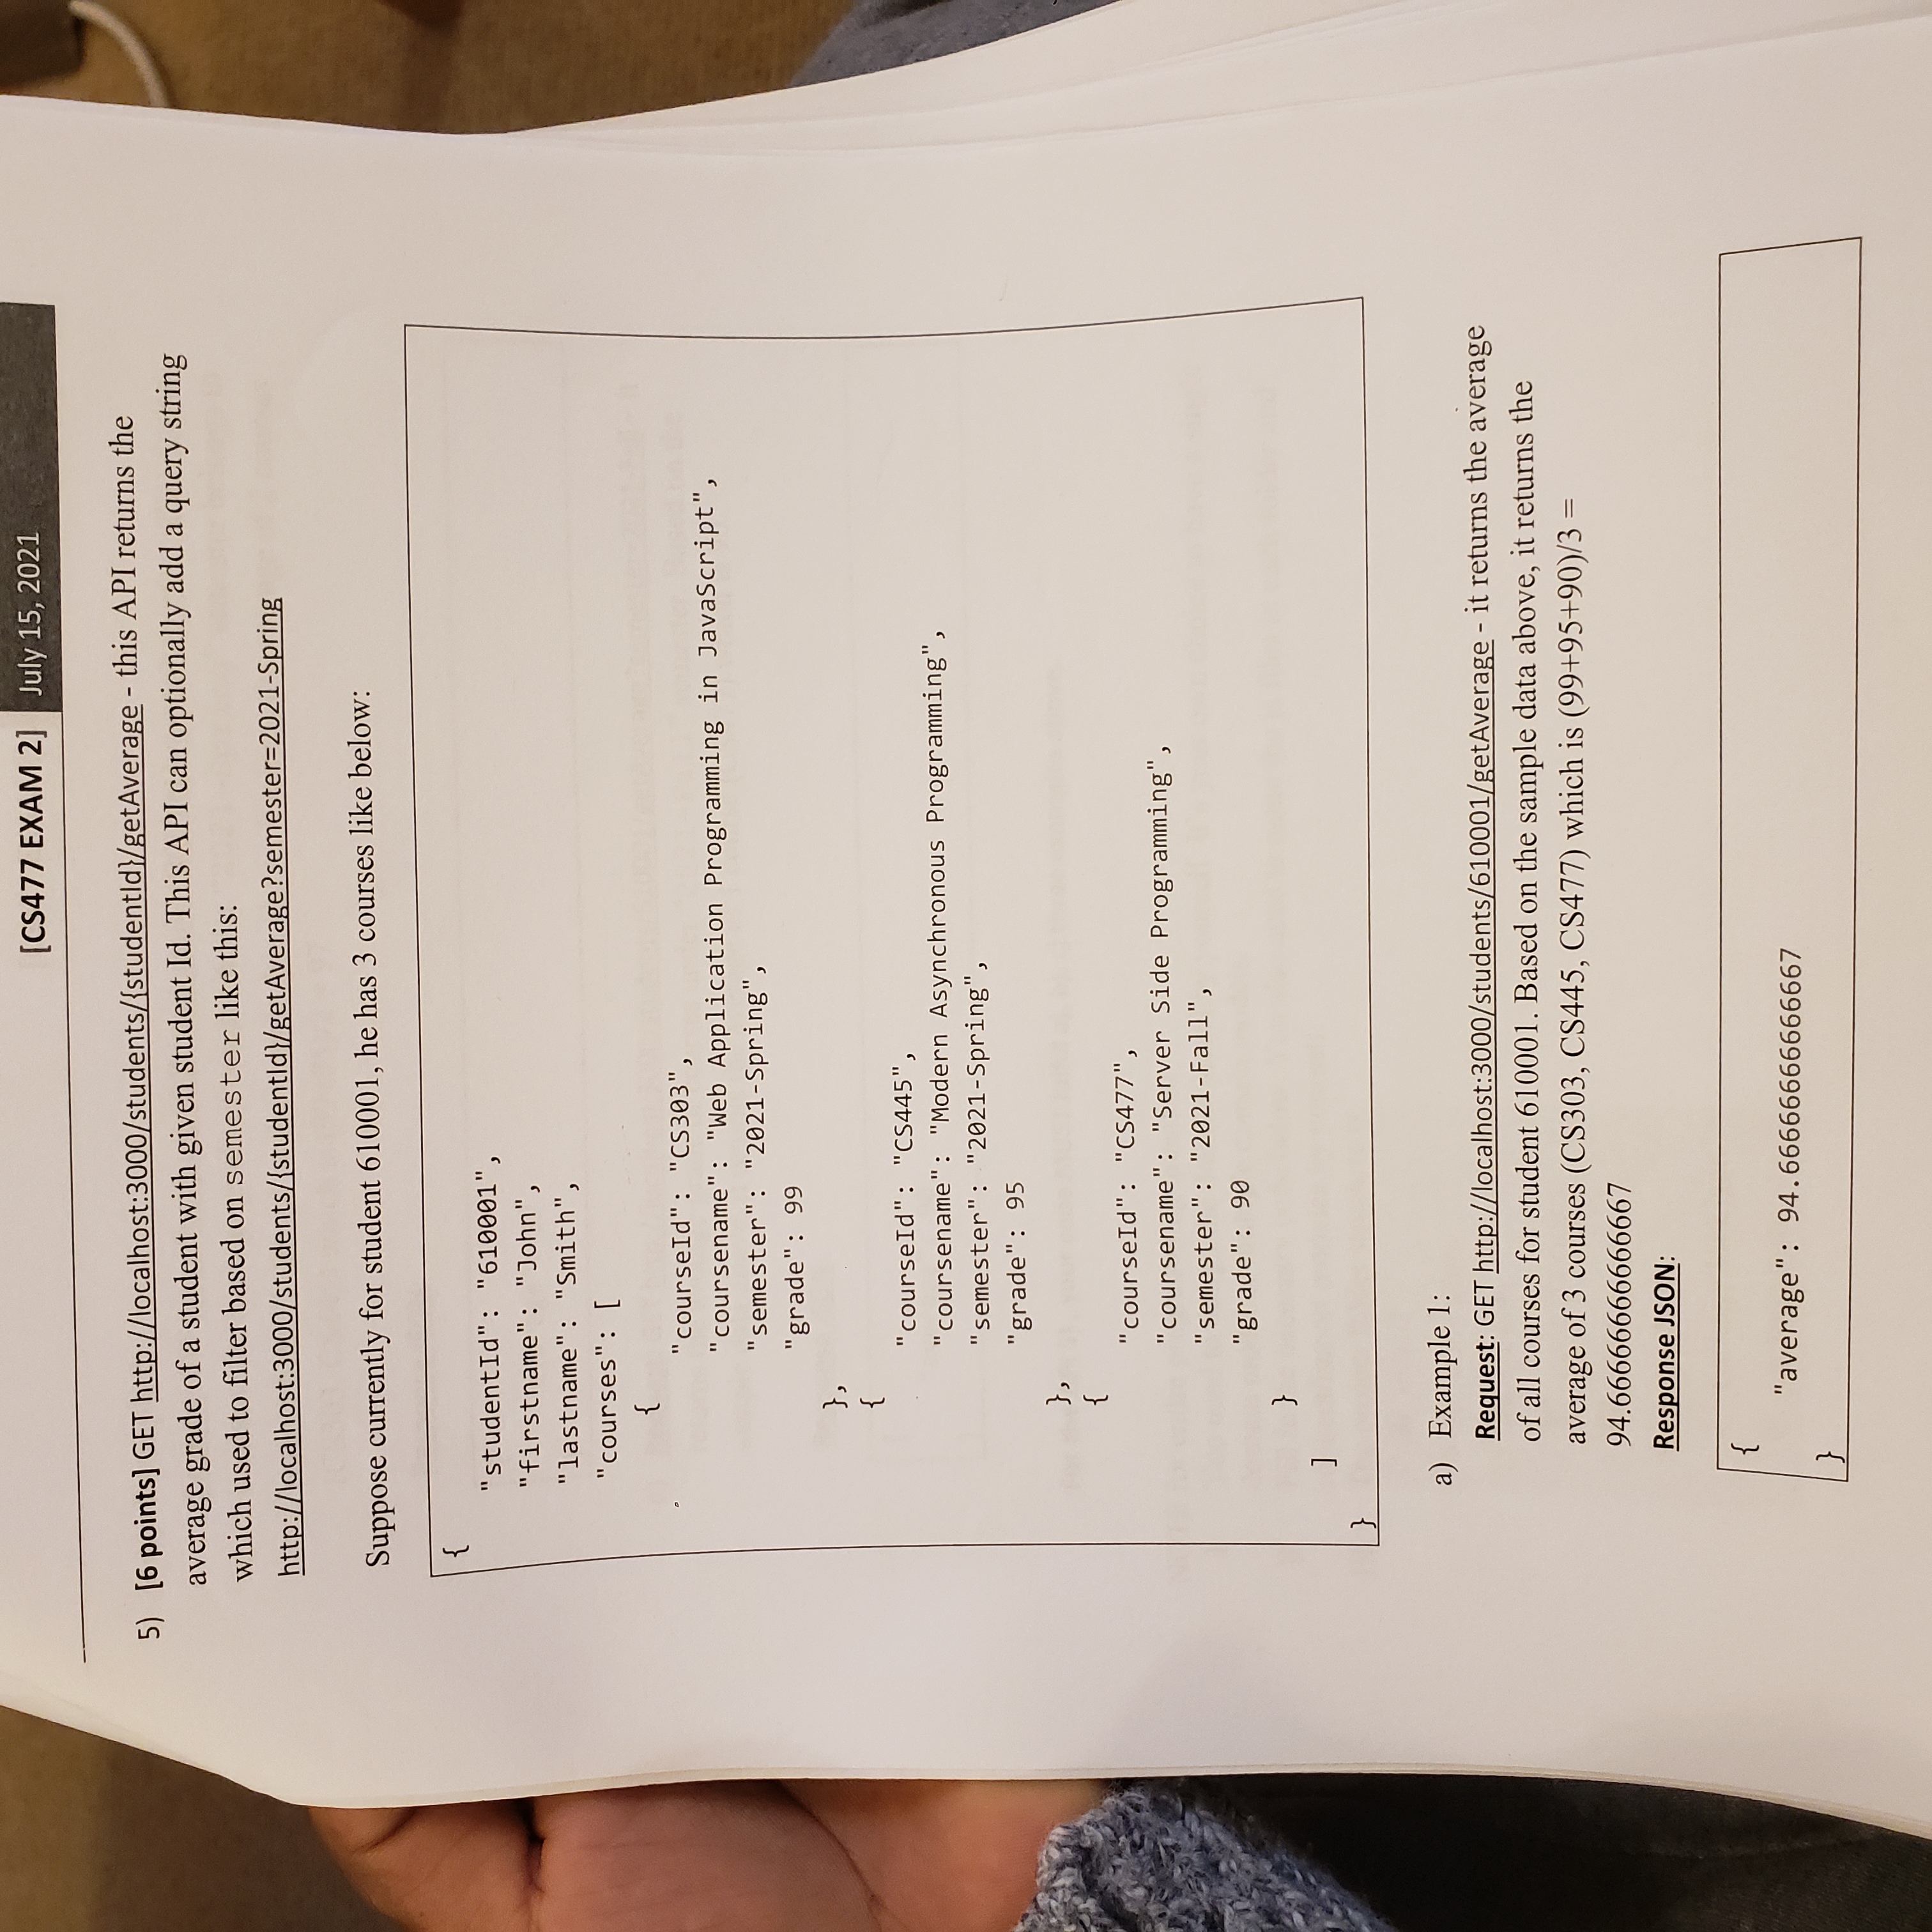 [CS477 EXAM 2] July 15, 2021
5) [6 points] GET http://localhost:3000/students/{studentId}/getAverage - this API returns the
average grade of a student with given student Id. This API can optionally add a query string
which used to filter based on semester like this:
http://localhost:3000/students/{studentId}/getAverage?semester=2021-Spring
Suppose currently for student 610001, he has 3 courses like below:
{
"studentId": "610001",
"firstname": "John",
"lastname": "Smith",
"courses": [
{
"courseId": "CS303",
"coursename": "Web Application Programming in JavaScript",
"semester": "2021-Spring",
"grade": 99
},
{
"courseId": "CS445",
"coursename": "Modern Asynchronous Programming",
"semester": "2021-Spring",
"grade": 95
},
{
"courseId": "CS477",
"coursename": "Server Side Programming",
"semester": "2021-Fall",
"grade": 90
}
]
}
a) Example 1:
Request: GET http://localhost:3000/students/610001/getAverage - it returns the average
of all courses for student 610001. Based on the sample data above, it returns the
average of 3 courses (CS303, CS445, CS477) which is (99+95+90)/3 =
94.66666666666667
Response JSON:
{
"average": 94.66666666666667
}